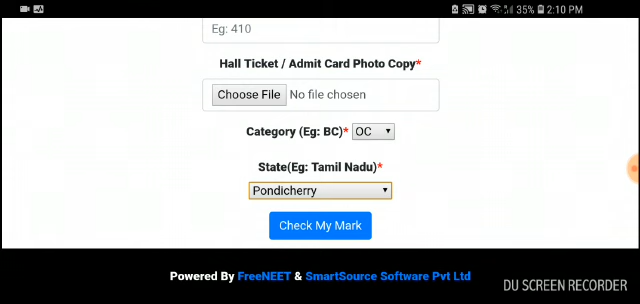 35% 2:10 PM
Eg: 410
Hall Ticket / Admit Card Photo Copy*
Choose File No file chosen
Category (Eg: BC)* OC
State(Eg: Tamil Nadu)*
Pondicherry
Check My Mark
Powered By FreeNEET & SmartSource Software Pvt Ltd
DU SCREEN RECORDER